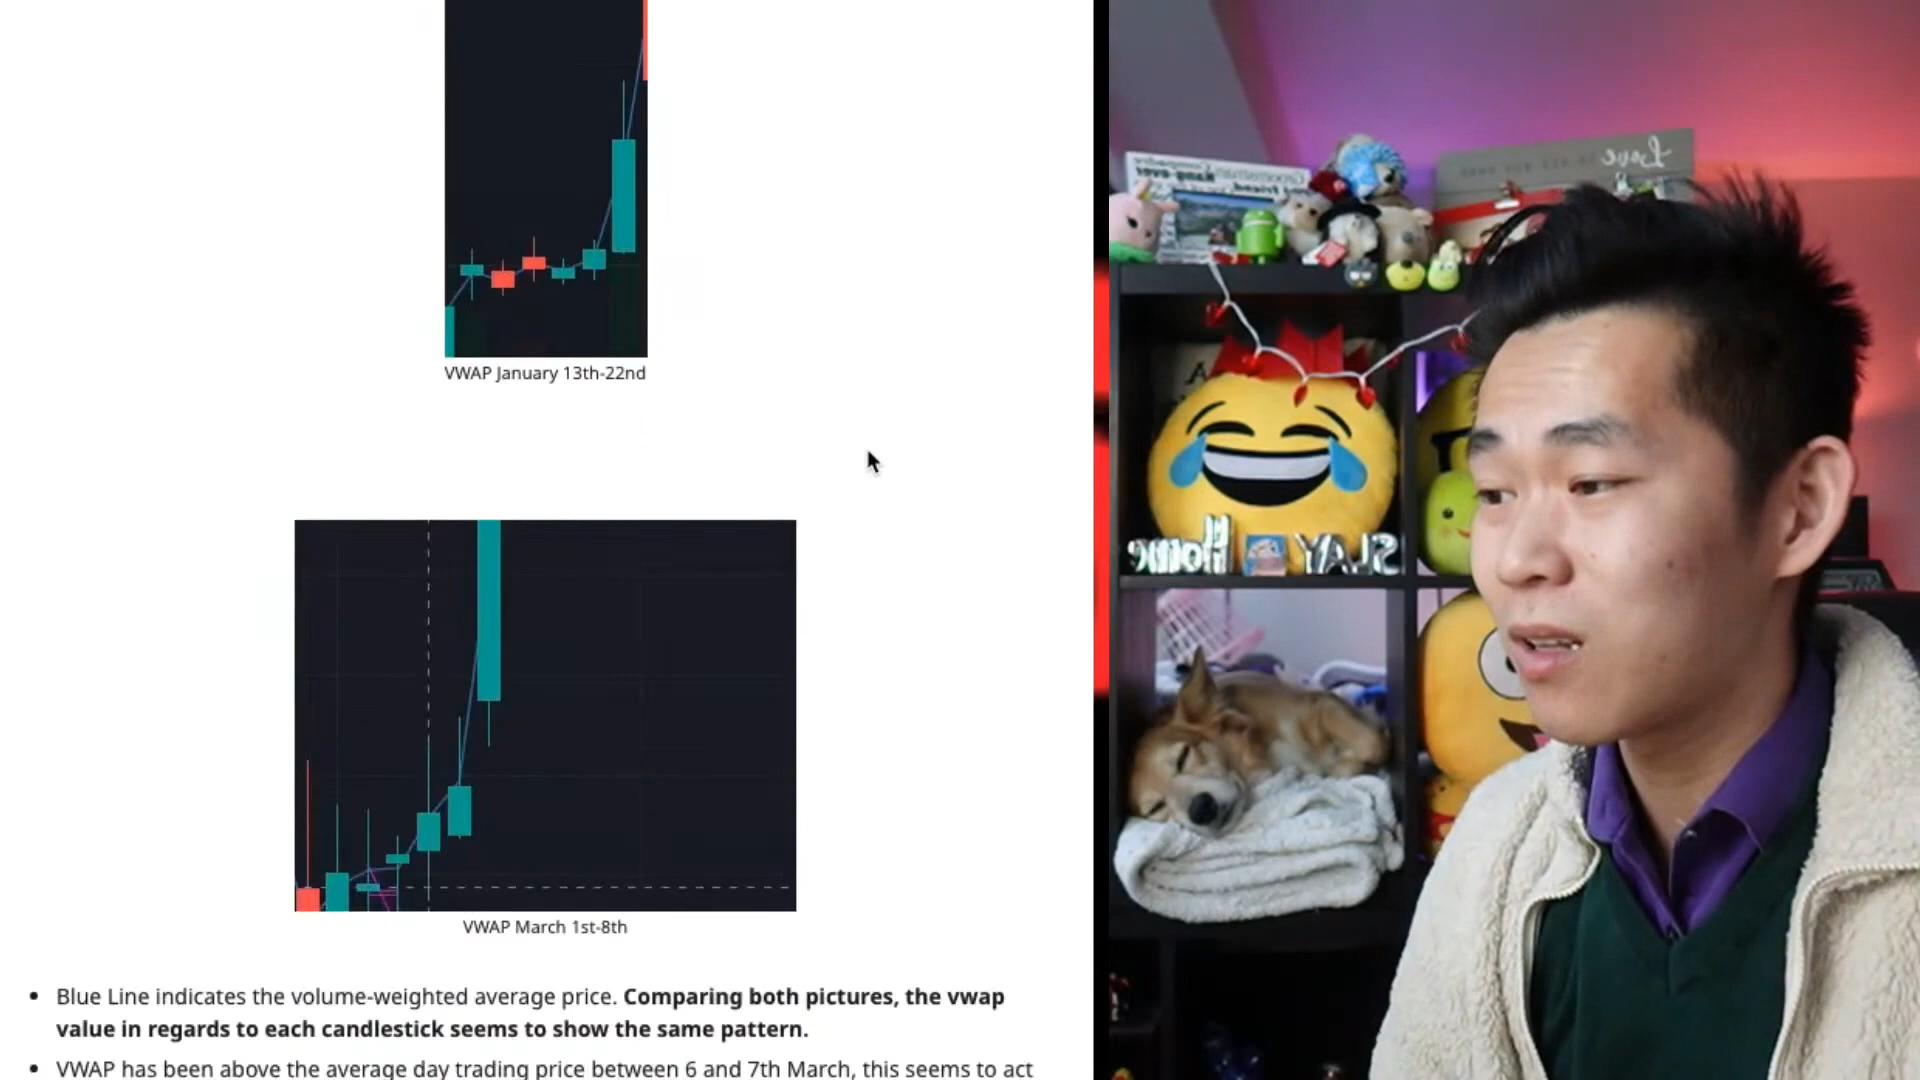 VWAP January 13th-22nd
VWAP March 1st-8th
• Blue Line indicates the volume-weighted average price. Comparing both pictures, the vwap
value in regards to each candlestick seems to show the same pattern.
• VWAP has been above the average day trading price between 6 and 7th March, this seems to act
Love
Home
SLAY